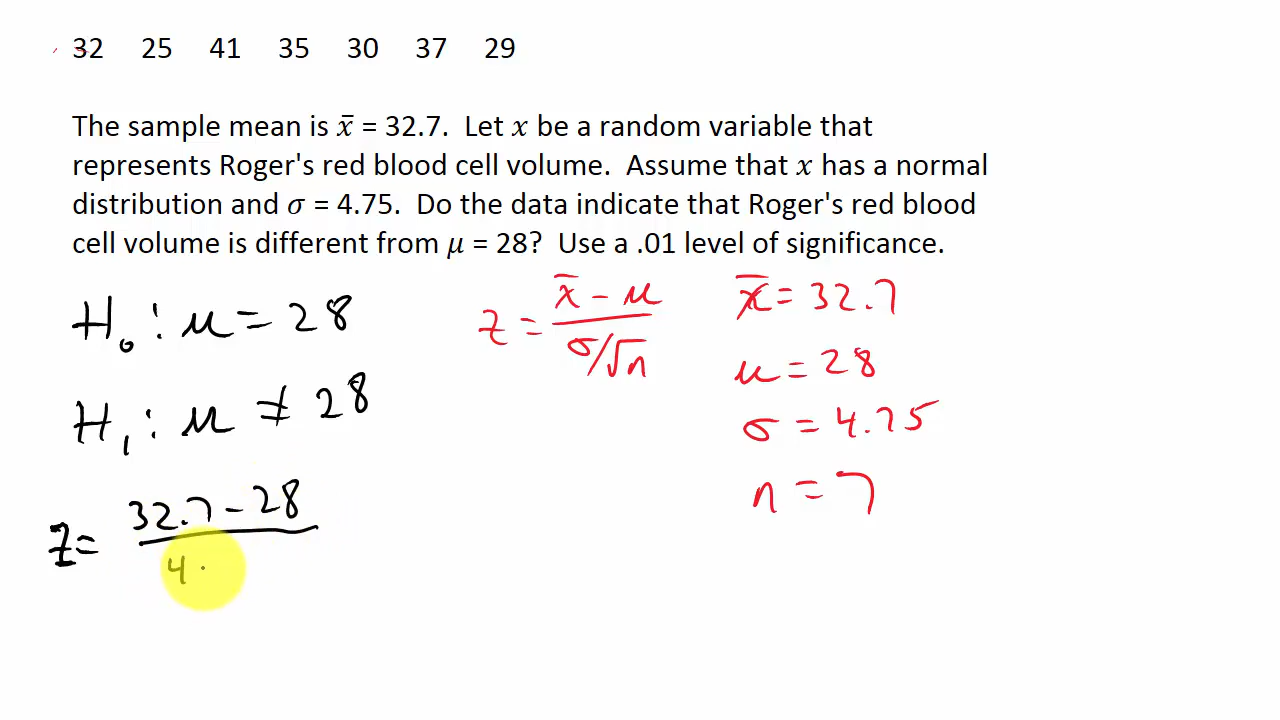 32 25 41 35 30 37 29
The sample mean is x̄ = 32.7. Let x be a random variable that
represents Roger's red blood cell volume. Assume that x has a normal
distribution and σ = 4.75. Do the data indicate that Roger's red blood
cell volume is different from μ = 28? Use a .01 level of significance.
H₀ : μ = 28
H₁ : μ ≠ 28
z = (x̄ − μ) / (σ/√n)
x̄ = 32.7
μ = 28
σ = 4.75
n = 7
z = (32.7 − 28) / 4.